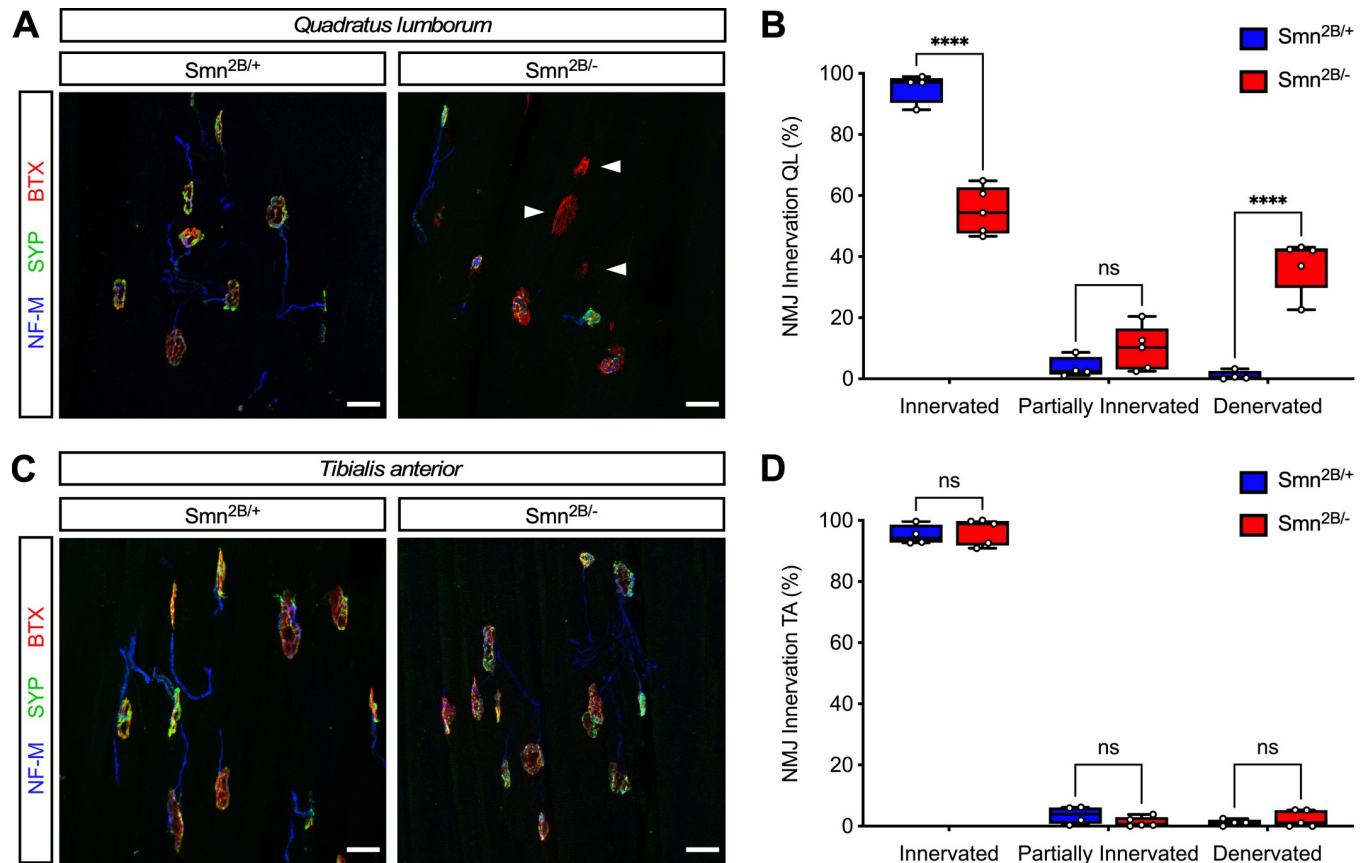 A
Quadratus lumborum
Smn2B/+
Smn2B/-
NF-M SYP BTX
B
NMJ Innervation QL (%)
100
80
60
40
20
0
****
ns
****
Innervated
Partially Innervated
Denervated
Smn2B/+
Smn2B/-
C
Tibialis anterior
Smn2B/+
Smn2B/-
NF-M SYP BTX
D
NMJ Innervation TA (%)
100
80
60
40
20
0
ns
ns
ns
Innervated
Partially Innervated
Denervated
Smn2B/+
Smn2B/-